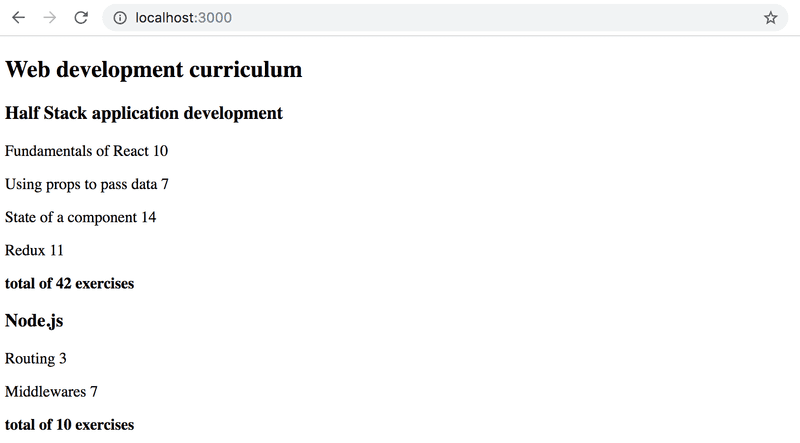 localhost:3000
Web development curriculum
Half Stack application development
Fundamentals of React 10
Using props to pass data 7
State of a component 14
Redux 11
total of 42 exercises
Node.js
Routing 3
Middlewares 7
total of 10 exercises